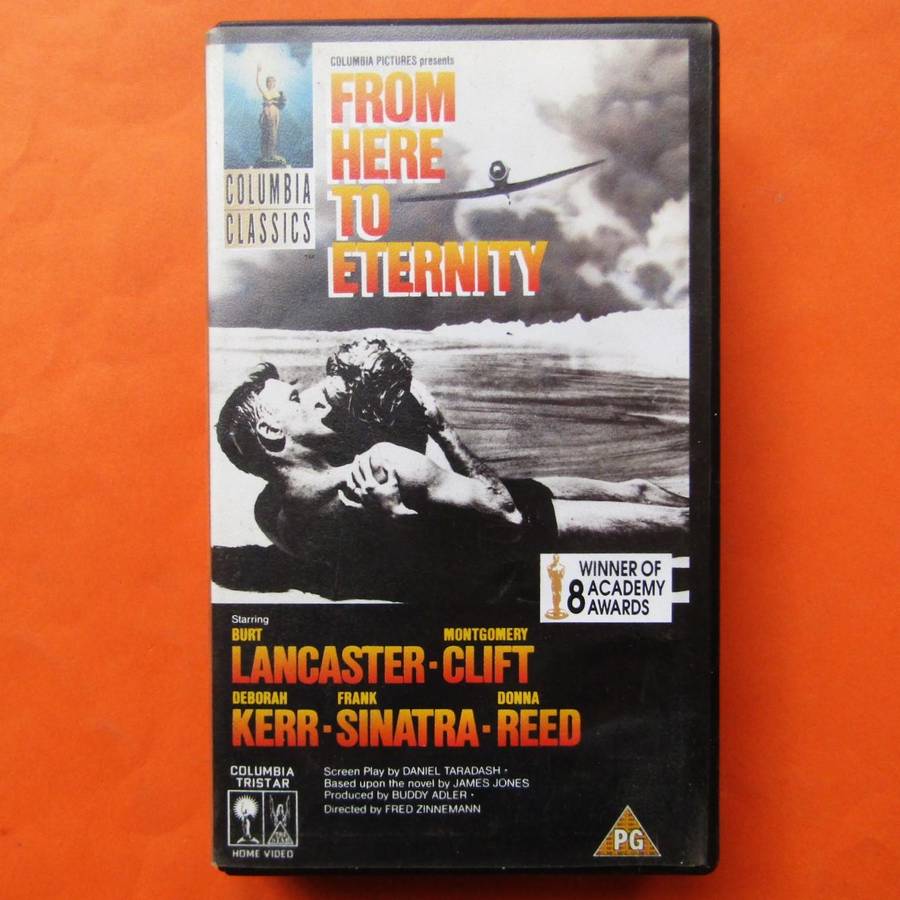 COLUMBIA PICTURES presents
FROM
HERE
TO
ETERNITY
COLUMBIA
CLASSICS
TM
WINNER OF
8 ACADEMY
AWARDS
Starring
BURT MONTGOMERY
LANCASTER · CLIFT
DEBORAH FRANK DONNA
KERR · SINATRA · REED
COLUMBIA
TRISTAR
HOME VIDEO
Screen Play by DANIEL TARADASH ·
Based upon the novel by JAMES JONES
Produced by BUDDY ADLER ·
Directed by FRED ZINNEMANN
PG